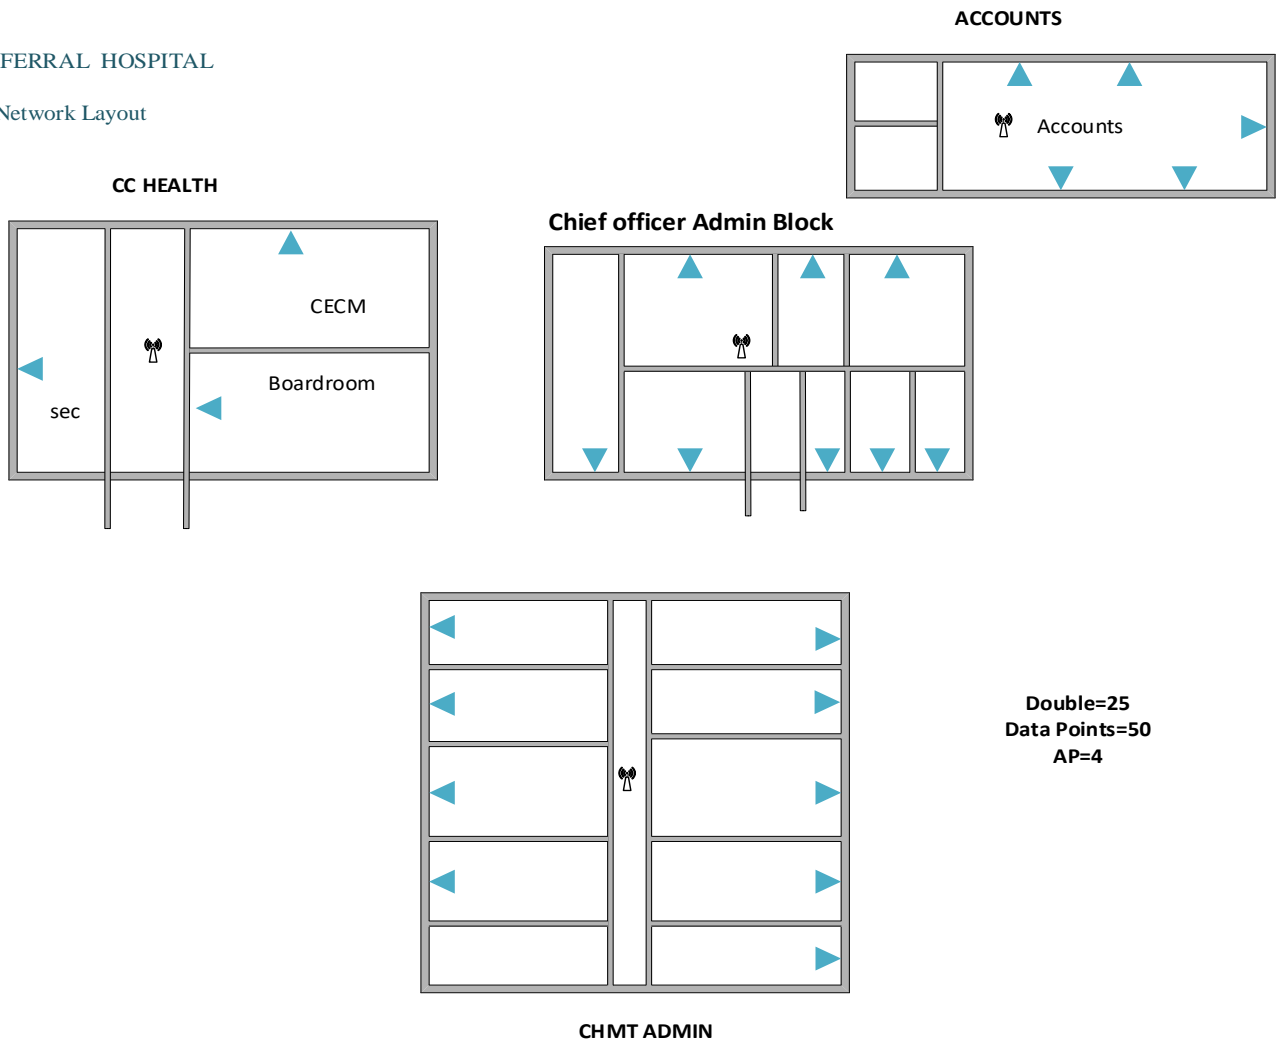 ACCOUNTS
FERRAL HOSPITAL
Network Layout
Accounts
CC HEALTH
Chief officer Admin Block
CECM
Boardroom
sec
Double=25
Data Points=50
AP=4
CHMT ADMIN